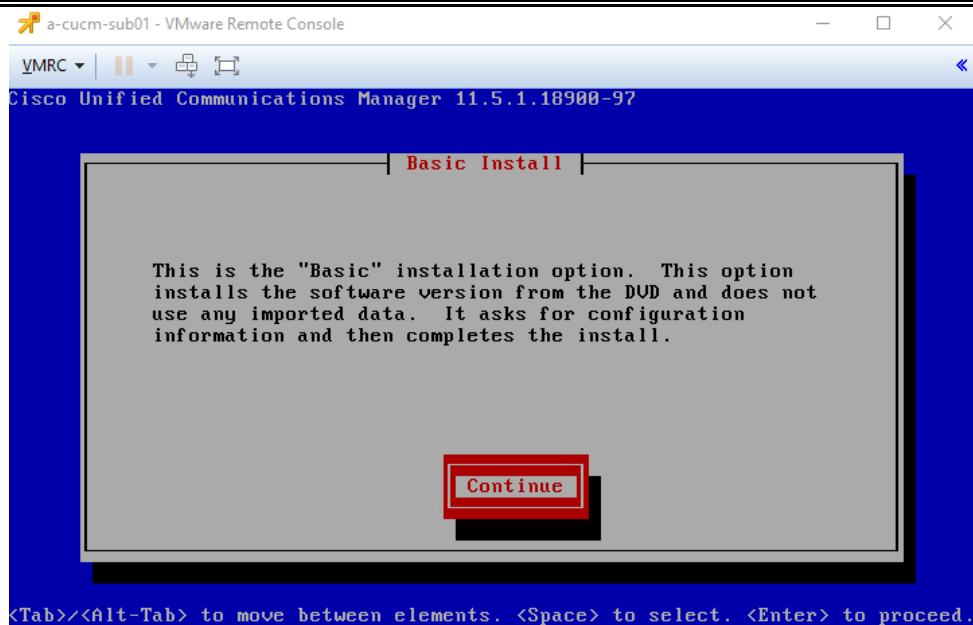 a-cucm-sub01 - VMware Remote Console
VMRC
Cisco Unified Communications Manager 11.5.1.18900-97
Basic Install
This is the "Basic" installation option.  This option
installs the software version from the DVD and does not
use any imported data.  It asks for configuration
information and then completes the install.
Continue
<Tab>/<Alt-Tab> to move between elements. <Space> to select. <Enter> to proceed.